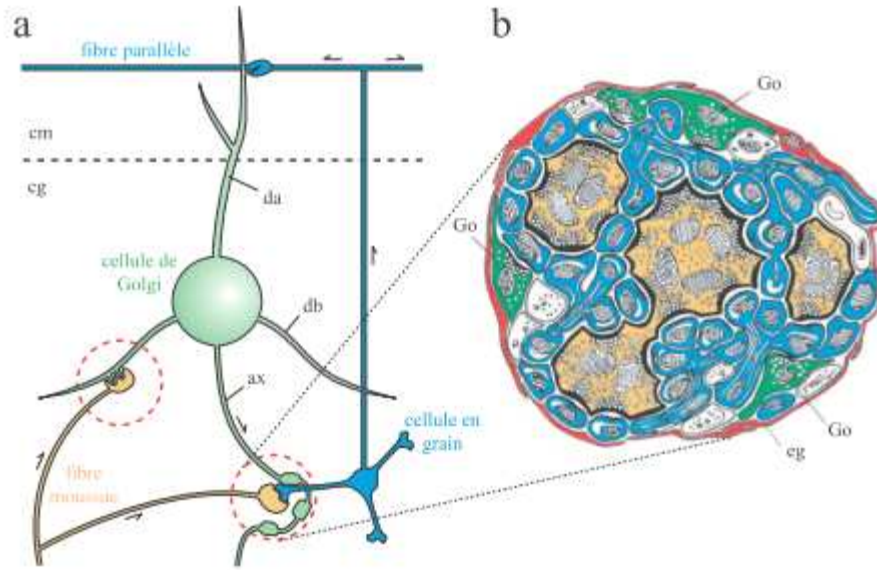 a
fibre parallèle
cm
cg
da
cellule de
Golgi
db
ax
cellule en
grain
fibre
moussue
b
Go
Go
Go
eg